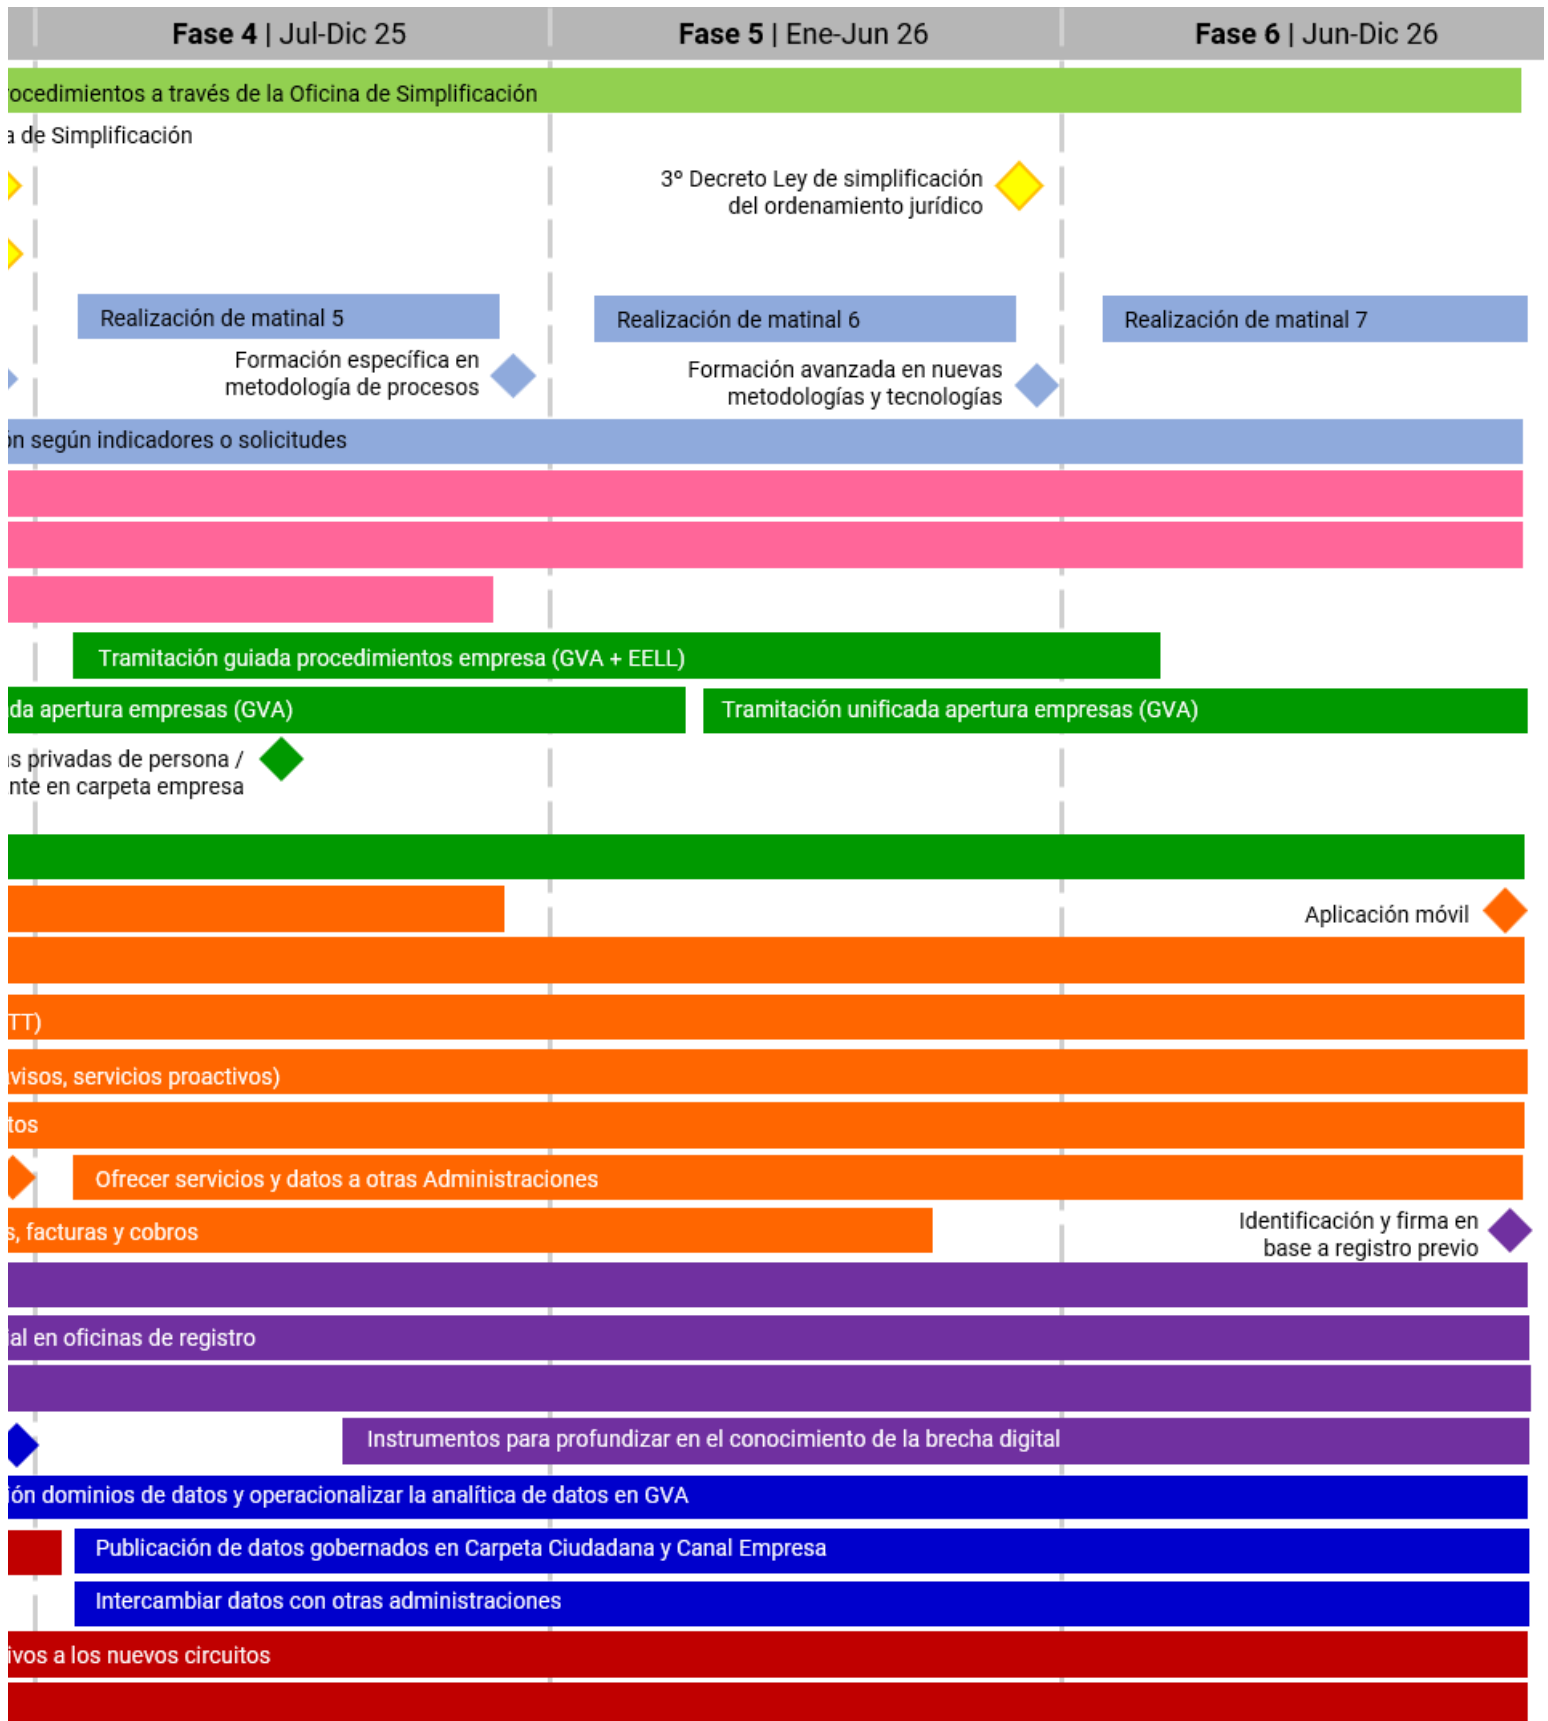 Fase 4 | Jul-Dic 25
Fase 5 | Ene-Jun 26
Fase 6 | Jun-Dic 26
ocedimientos a través de la Oficina de Simplificación
a de Simplificación
3º Decreto Ley de simplificación
del ordenamiento jurídico
Realización de matinal 5
Realización de matinal 6
Realización de matinal 7
Formación específica en
metodología de procesos
Formación avanzada en nuevas
metodologías y tecnologías
ón según indicadores o solicitudes
Tramitación guiada procedimientos empresa (GVA + EELL)
da apertura empresas (GVA)
Tramitación unificada apertura empresas (GVA)
as privadas de persona /
nte en carpeta empresa
Aplicación móvil
TT)
avisos, servicios proactivos)
tos
Ofrecer servicios y datos a otras Administraciones
s, facturas y cobros
Identificación y firma en
base a registro previo
ial en oficinas de registro
Instrumentos para profundizar en el conocimiento de la brecha digital
ión dominios de datos y operacionalizar la analítica de datos en GVA
Publicación de datos gobernados en Carpeta Ciudadana y Canal Empresa
Intercambiar datos con otras administraciones
ivos a los nuevos circuitos